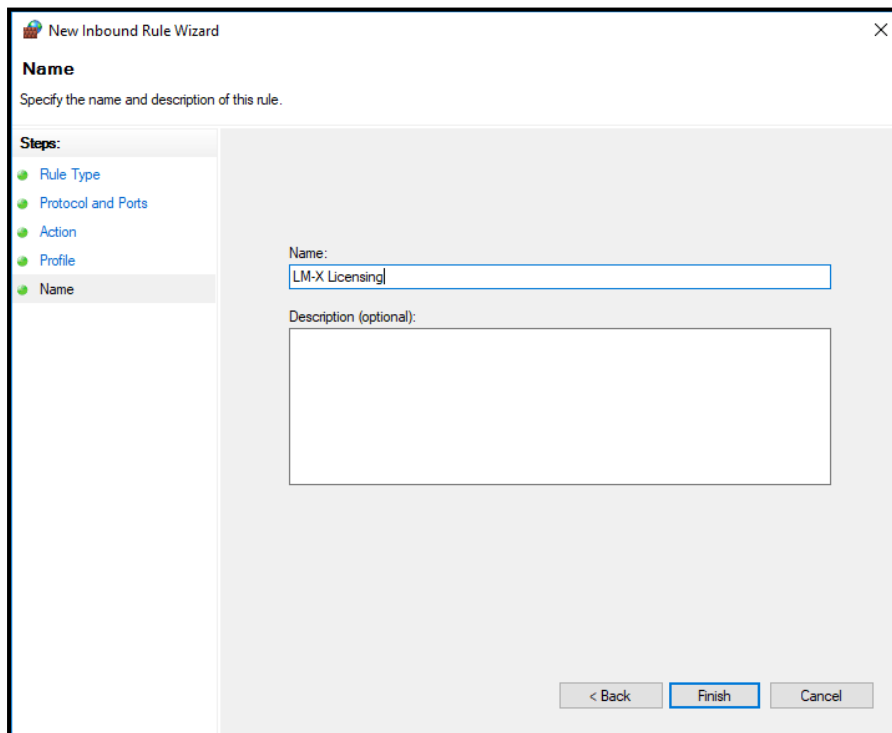 New Inbound Rule Wizard
Name
Specify the name and description of this rule.
Steps:
Rule Type
Protocol and Ports
Action
Profile
Name
Name:
LM-X Licensing
Description (optional):
< Back
Finish
Cancel